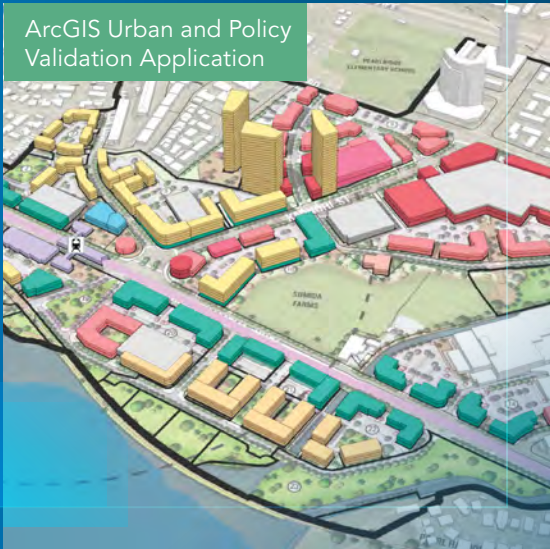 ArcGIS Urban and Policy
Validation Application
PEARLRIDGE
ELEMENTARY SCHOOL
SUMIDA
FARMS